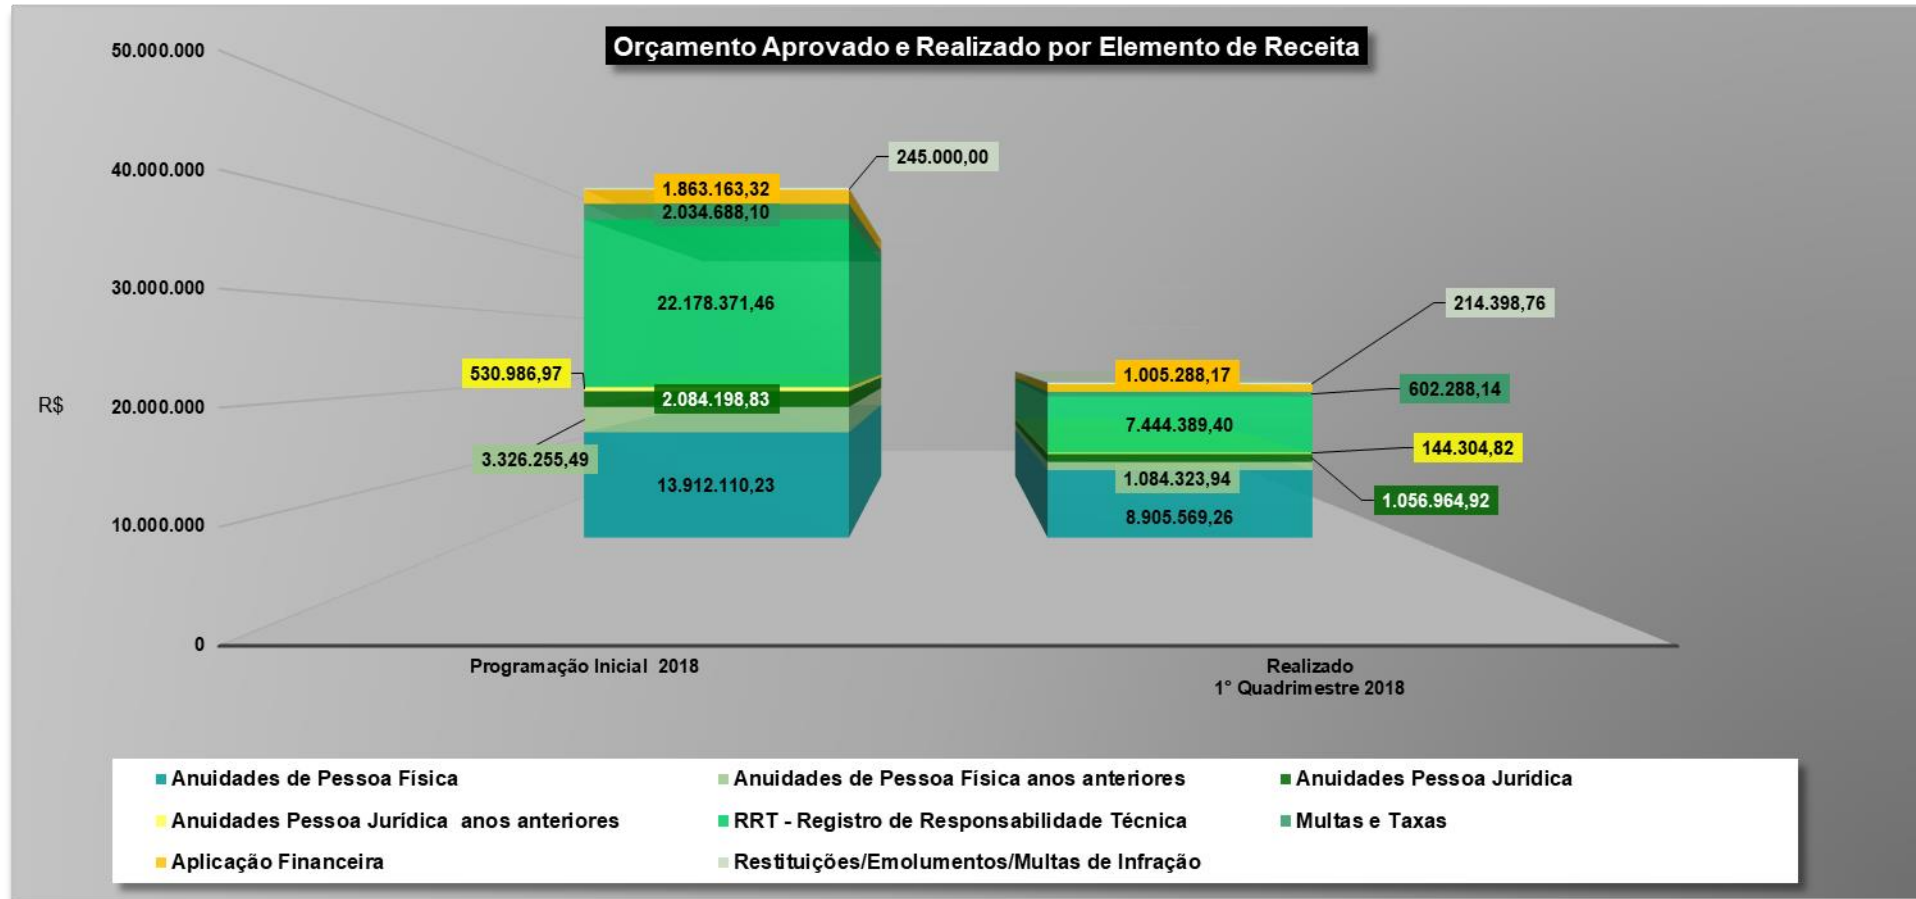 Orçamento Aprovado e Realizado por Elemento de Receita
50.000.000
40.000.000
30.000.000
20.000.000
10.000.000
0
R$
245.000,00
1.863.163,32
2.034.688,10
22.178.371,46
530.986,97
2.084.198,83
3.326.255,49
13.912.110,23
214.398,76
1.005.288,17
602.288,14
7.444.389,40
144.304,82
1.084.323,94
1.056.964,92
8.905.569,26
Programação Inicial 2018
Realizado
1° Quadrimestre 2018
Anuidades de Pessoa Física
Anuidades de Pessoa Física anos anteriores
Anuidades Pessoa Jurídica
Anuidades Pessoa Jurídica anos anteriores
RRT - Registro de Responsabilidade Técnica
Multas e Taxas
Aplicação Financeira
Restituições/Emolumentos/Multas de Infração